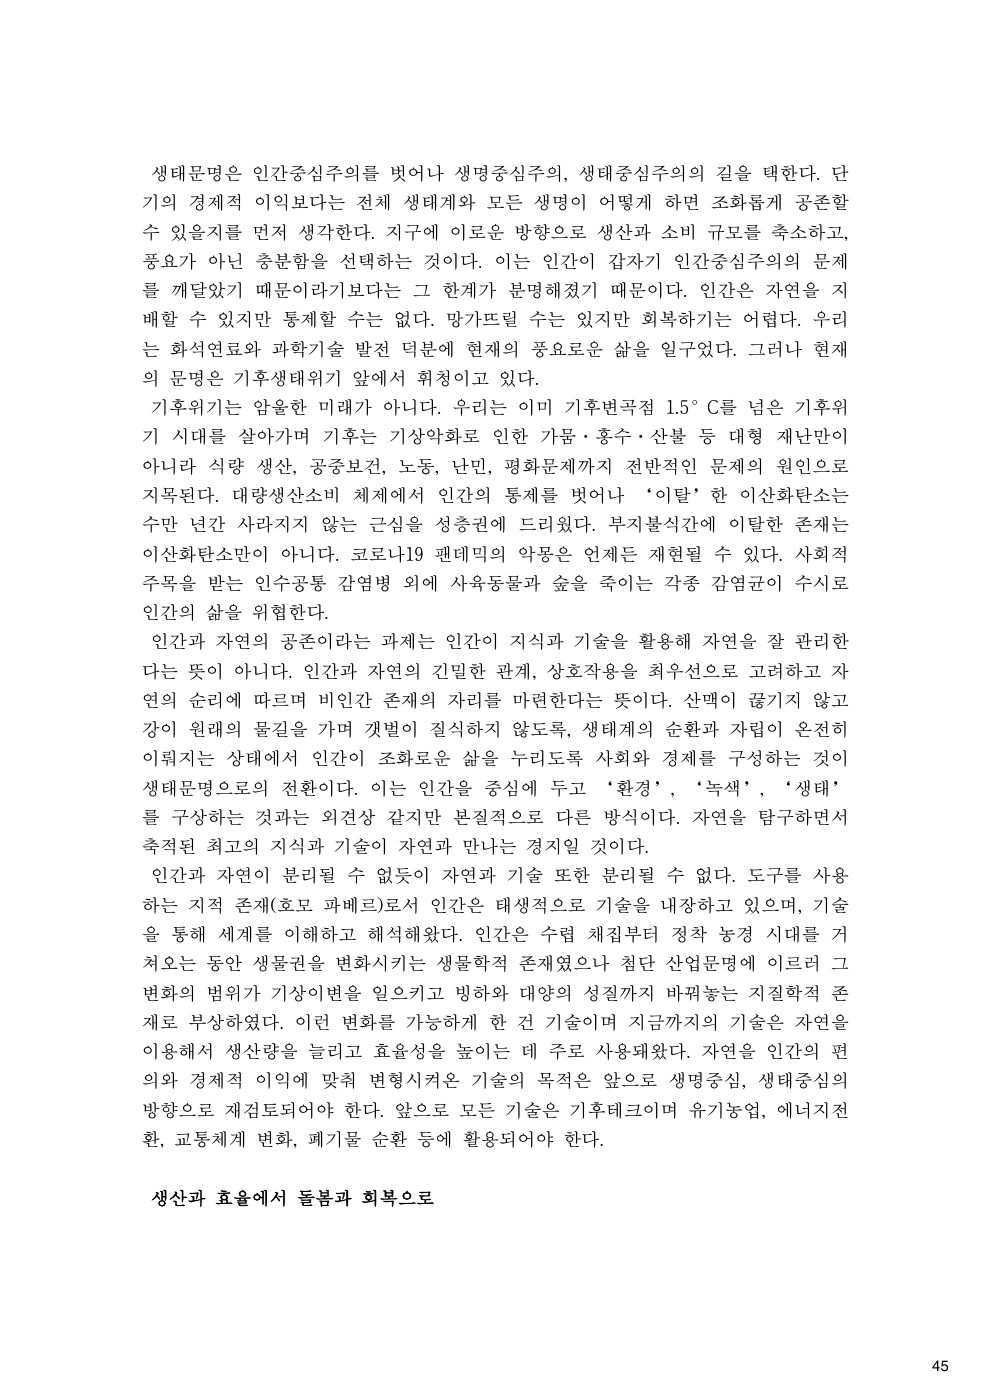 생태문명은 인간중심주의를 벗어나 생명중심주의, 생태중심주의의 길을 택한다. 단
기의 경제적 이익보다는 전체 생태계와 모든 생명이 어떻게 하면 조화롭게 공존할
수 있을지를 먼저 생각한다. 지구에 이로운 방향으로 생산과 소비 규모를 축소하고,
풍요가 아닌 충분함을 선택하는 것이다. 이는 인간이 갑자기 인간중심주의의 문제
를 깨달았기 때문이라기보다는 그 한계가 분명해졌기 때문이다. 인간은 자연을 지
배할 수 있지만 통제할 수는 없다. 망가뜨릴 수는 있지만 회복하기는 어렵다. 우리
는 화석연료와 과학기술 발전 덕분에 현재의 풍요로운 삶을 일구었다. 그러나 현재
의 문명은 기후생태위기 앞에서 휘청이고 있다.
기후위기는 암울한 미래가 아니다. 우리는 이미 기후변곡점 1.5° C를 넘은 기후위
기 시대를 살아가며 기후는 기상악화로 인한 가뭄·홍수·산불 등 대형 재난만이
아니라 식량 생산, 공중보건, 노동, 난민, 평화문제까지 전반적인 문제의 원인으로
지목된다. 대량생산소비 체제에서 인간의 통제를 벗어나 ‘이탈’한 이산화탄소는
수만 년간 사라지지 않는 근심을 성층권에 드리웠다. 부지불식간에 이탈한 존재는
이산화탄소만이 아니다. 코로나19 팬데믹의 악몽은 언제든 재현될 수 있다. 사회적
주목을 받는 인수공통 감염병 외에 사육동물과 숲을 죽이는 각종 감염균이 수시로
인간의 삶을 위협한다.
인간과 자연의 공존이라는 과제는 인간이 지식과 기술을 활용해 자연을 잘 관리한
다는 뜻이 아니다. 인간과 자연의 긴밀한 관계, 상호작용을 최우선으로 고려하고 자
연의 순리에 따르며 비인간 존재의 자리를 마련한다는 뜻이다. 산맥이 끊기지 않고
강이 원래의 물길을 가며 갯벌이 질식하지 않도록, 생태계의 순환과 자립이 온전히
이뤄지는 상태에서 인간이 조화로운 삶을 누리도록 사회와 경제를 구성하는 것이
생태문명으로의 전환이다. 이는 인간을 중심에 두고 ‘환경’, ‘녹색’, ‘생태’
를 구상하는 것과는 외견상 같지만 본질적으로 다른 방식이다. 자연을 탐구하면서
축적된 최고의 지식과 기술이 자연과 만나는 경지일 것이다.
인간과 자연이 분리될 수 없듯이 자연과 기술 또한 분리될 수 없다. 도구를 사용
하는 지적 존재(호모 파베르)로서 인간은 태생적으로 기술을 내장하고 있으며, 기술
을 통해 세계를 이해하고 해석해왔다. 인간은 수렵 채집부터 정착 농경 시대를 거
쳐오는 동안 생물권을 변화시키는 생물학적 존재였으나 첨단 산업문명에 이르러 그
변화의 범위가 기상이변을 일으키고 빙하와 대양의 성질까지 바꿔놓는 지질학적 존
재로 부상하였다. 이런 변화를 가능하게 한 건 기술이며 지금까지의 기술은 자연을
이용해서 생산량을 늘리고 효율성을 높이는 데 주로 사용돼왔다. 자연을 인간의 편
의와 경제적 이익에 맞춰 변형시켜온 기술의 목적은 앞으로 생명중심, 생태중심의
방향으로 재검토되어야 한다. 앞으로 모든 기술은 기후테크이며 유기농업, 에너지전
환, 교통체계 변화, 폐기물 순환 등에 활용되어야 한다.
생산과 효율에서 돌봄과 회복으로
45